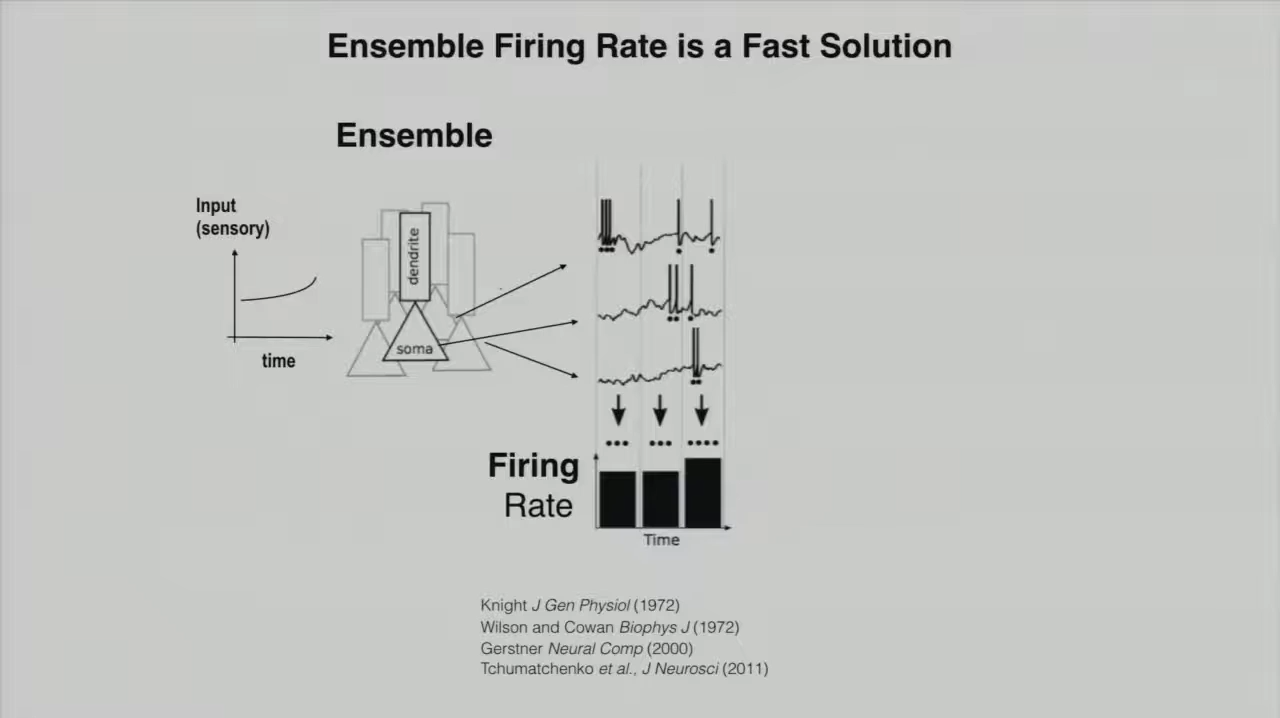 Ensemble Firing Rate is a Fast Solution
Ensemble
Input
(sensory)
time
dendrite
soma
Firing
Rate
Time
Knight J Gen Physiol (1972)
Wilson and Cowan Biophys J (1972)
Gerstner Neural Comp (2000)
Tchumatchenko et al., J Neurosci (2011)